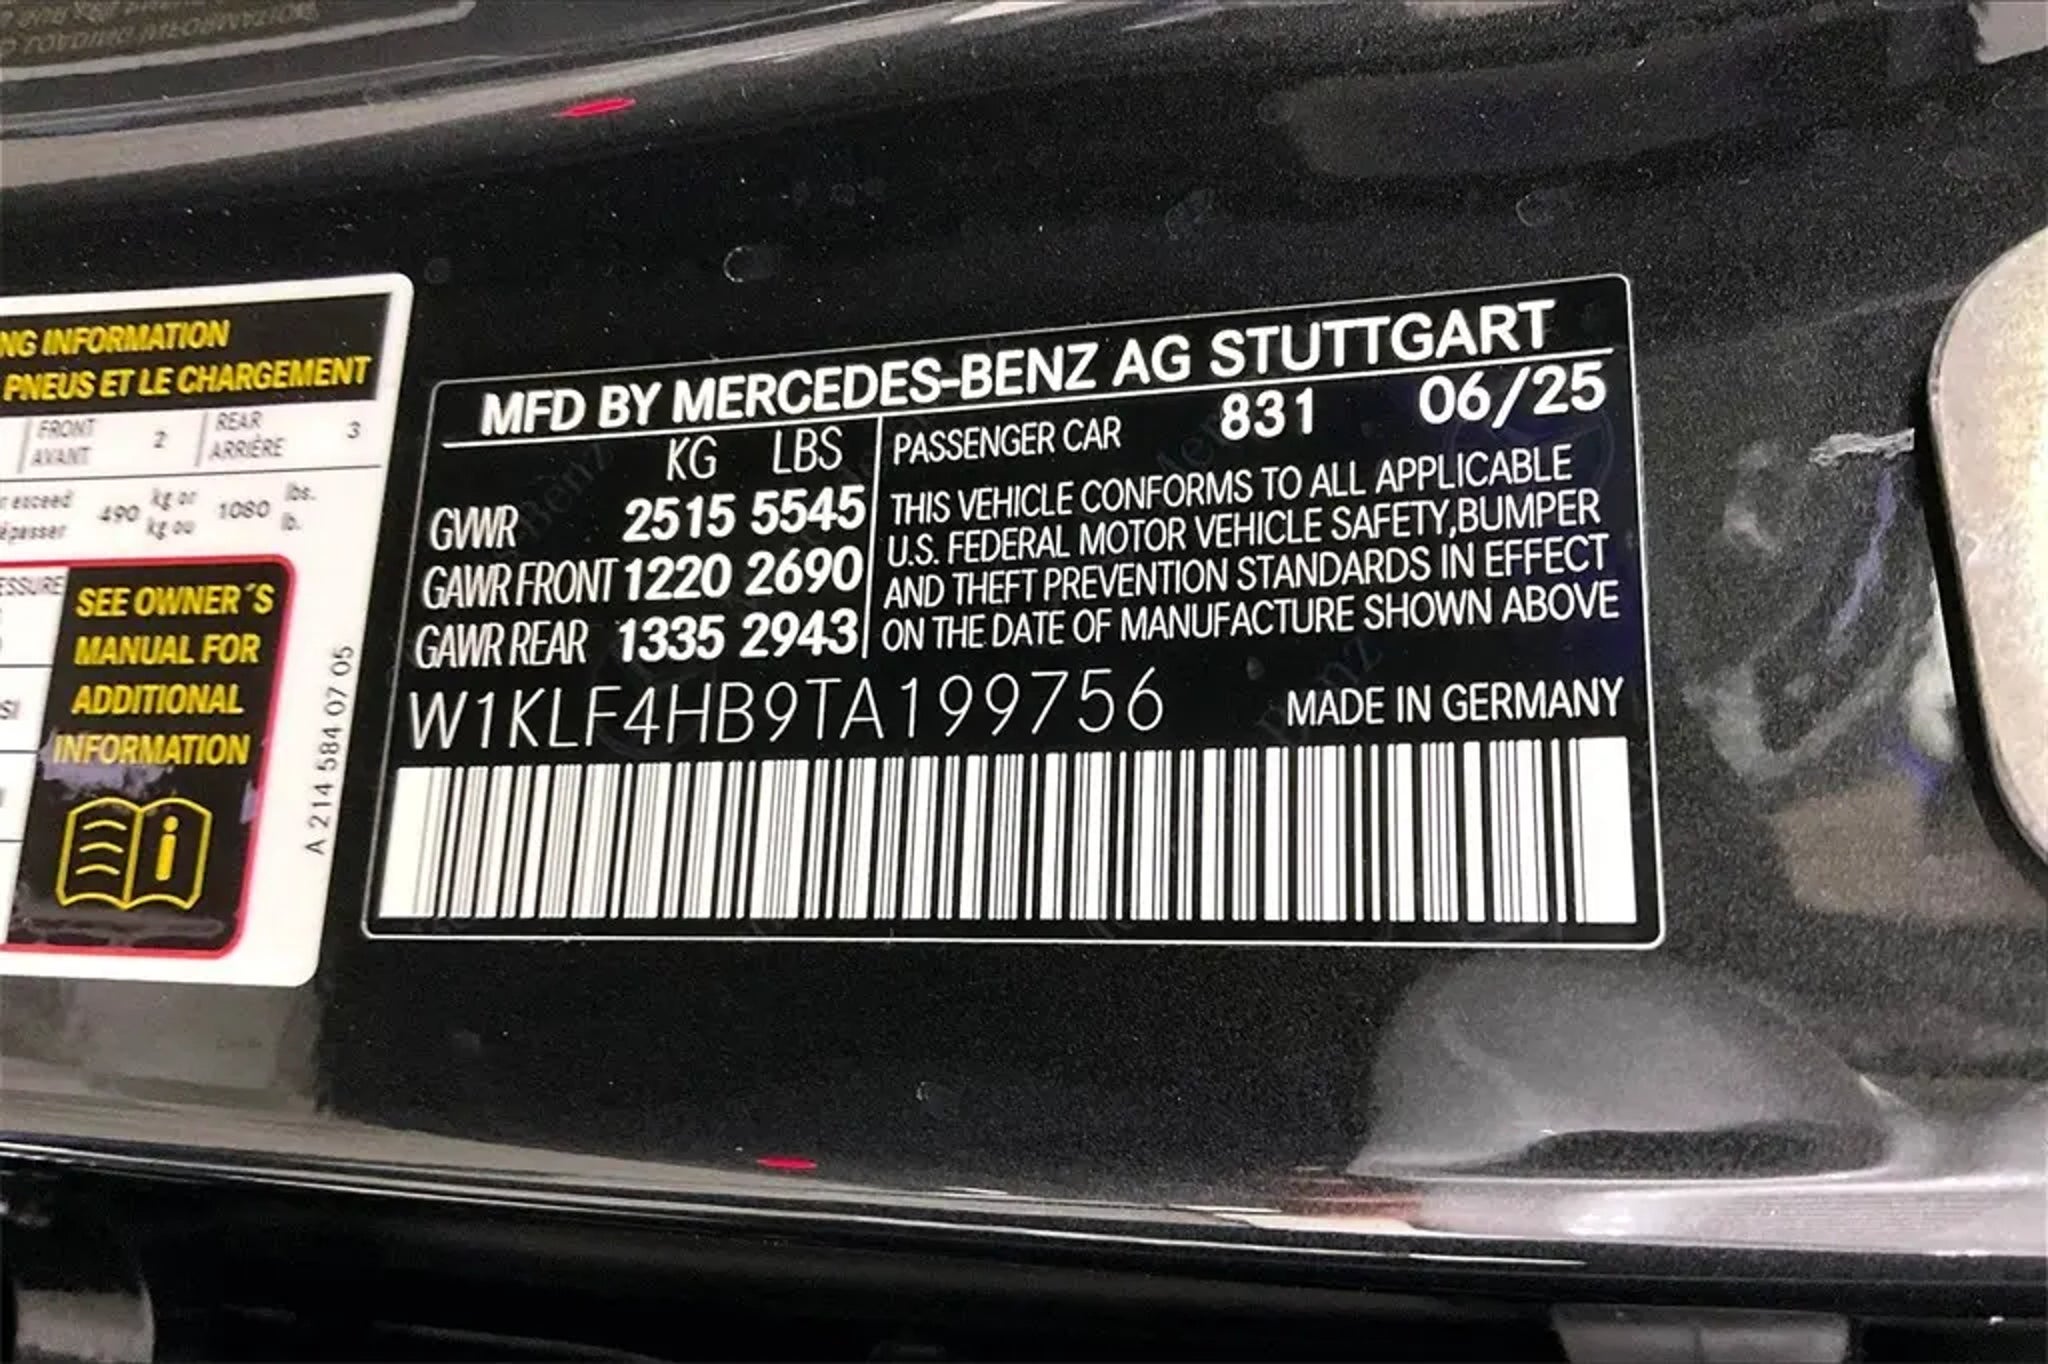 NG INFORMATION
PNEUS ET LE CHARGEMENT
FRONT
AVANT
2
REAR
ARRIÈRE
3
r exceed
épasser
490
kg or
kg ou
1080
lbs.
lb.
ESSURE
SI
SEE OWNER´S
MANUAL FOR
ADDITIONAL
INFORMATION
i
A 214 584 07 05
MFD BY MERCEDES-BENZ AG STUTTGART
KG LBS
GVWR 2515 5545
GAWR FRONT 1220 2690
GAWR REAR 1335 2943
PASSENGER CAR 831 06/25
THIS VEHICLE CONFORMS TO ALL APPLICABLE
U.S. FEDERAL MOTOR VEHICLE SAFETY,BUMPER
AND THEFT PREVENTION STANDARDS IN EFFECT
ON THE DATE OF MANUFACTURE SHOWN ABOVE
W1KLF4HB9TA199756
MADE IN GERMANY